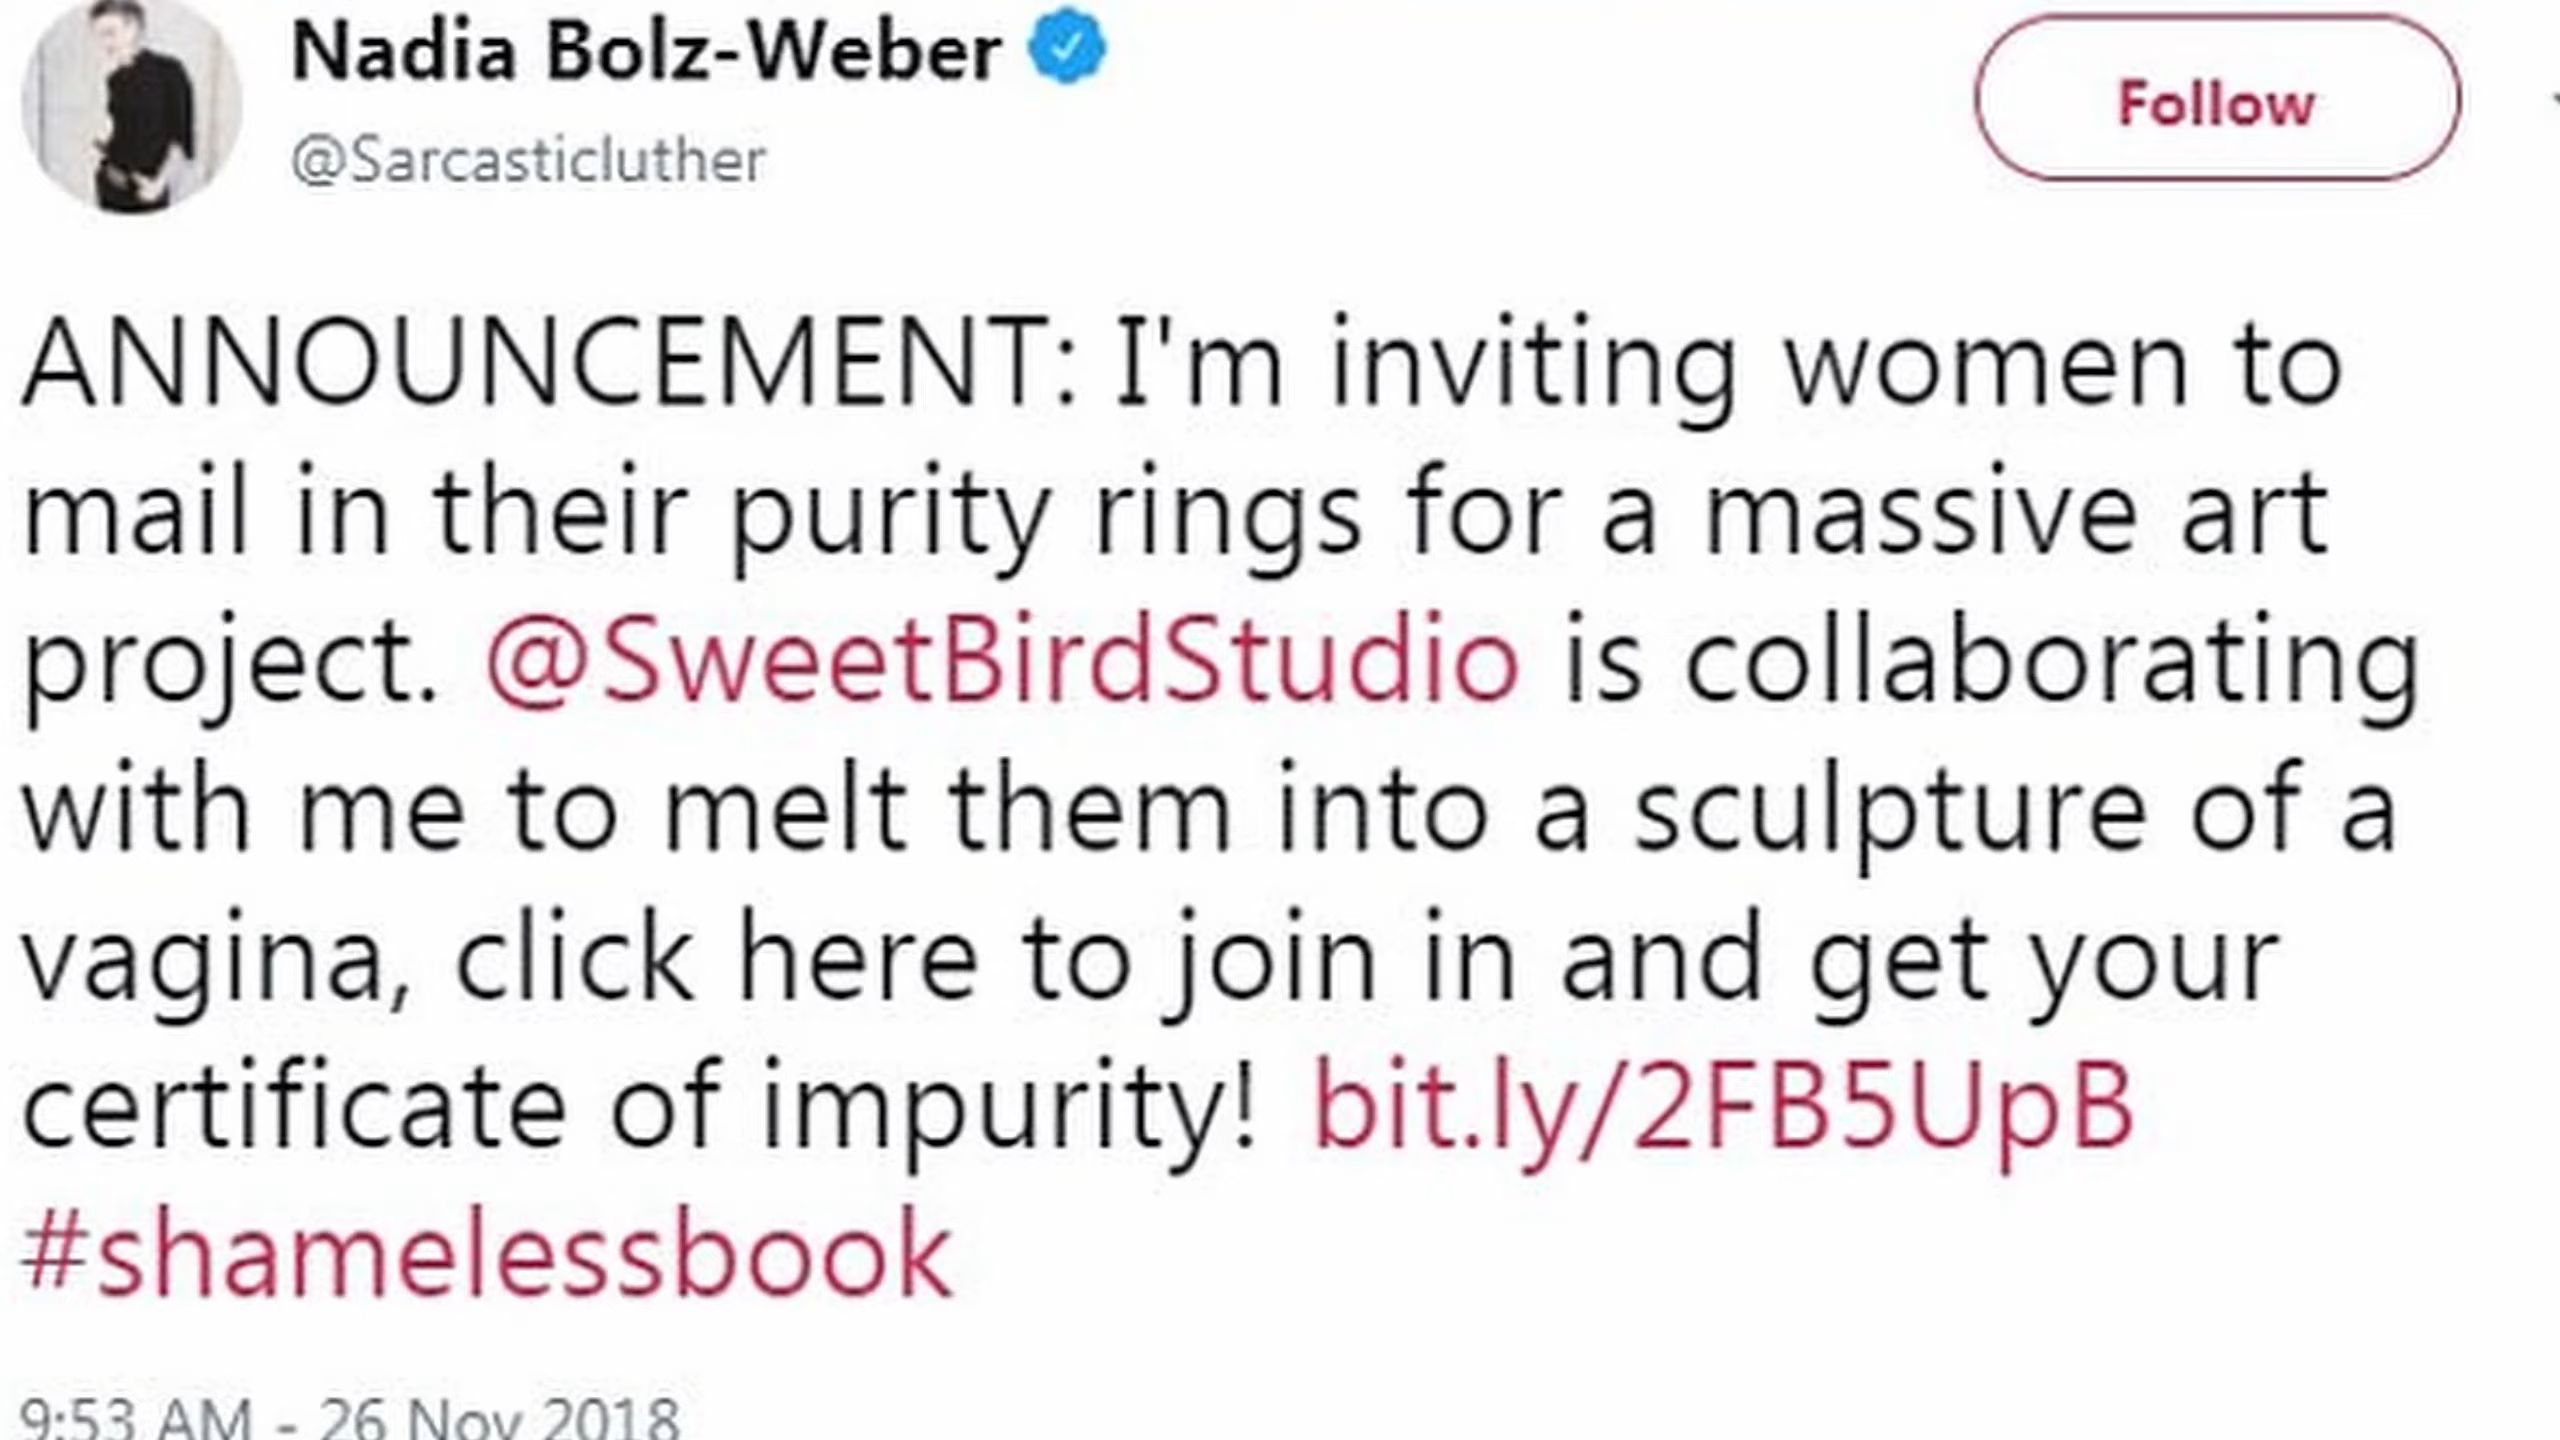 Nadia Bolz-Weber
Follow
@Sarcasticluther
ANNOUNCEMENT: I'm inviting women to
mail in their purity rings for a massive art
project. @SweetBirdStudio is collaborating
with me to melt them into a sculpture of a
vagina, click here to join in and get your
certificate of impurity! bit.ly/2FB5UpB
#shamelessbook
9:53 AM - 26 Nov 2018